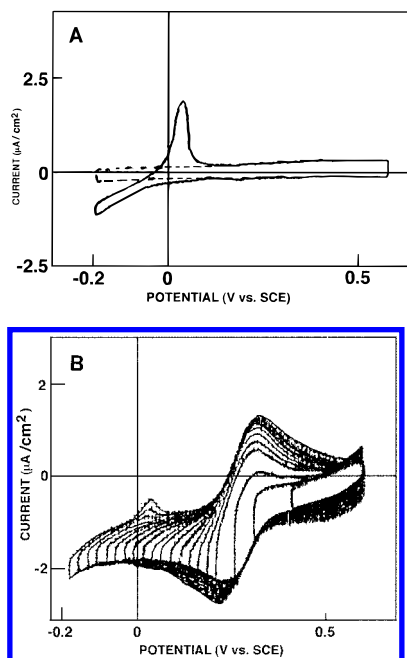 A
2.5
0
-2.5
CURRENT (μA/cm²)
-0.2 0 0.5
POTENTIAL (V vs. SCE)
B
2
0
-2
CURRENT (μA/cm²)
-0.2 0 0.5
POTENTIAL (V vs. SCE)